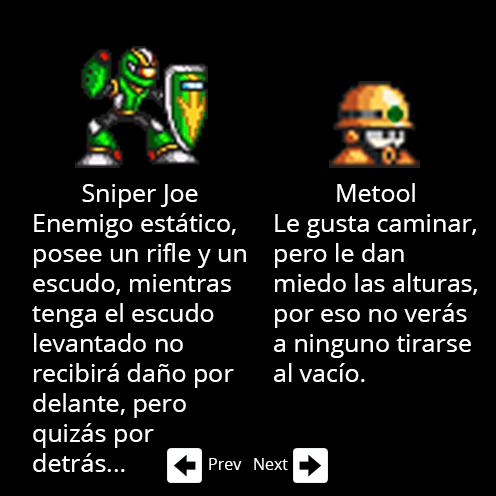 Sniper Joe
Enemigo estático,
posee un rifle y un
escudo, mientras
tenga el escudo
levantado no
recibirá daño por
delante, pero
quizás por
detrás...
Metool
Le gusta caminar,
pero le dan
miedo las alturas,
por eso no verás
a ninguno tirarse
al vacío.
Prev Next